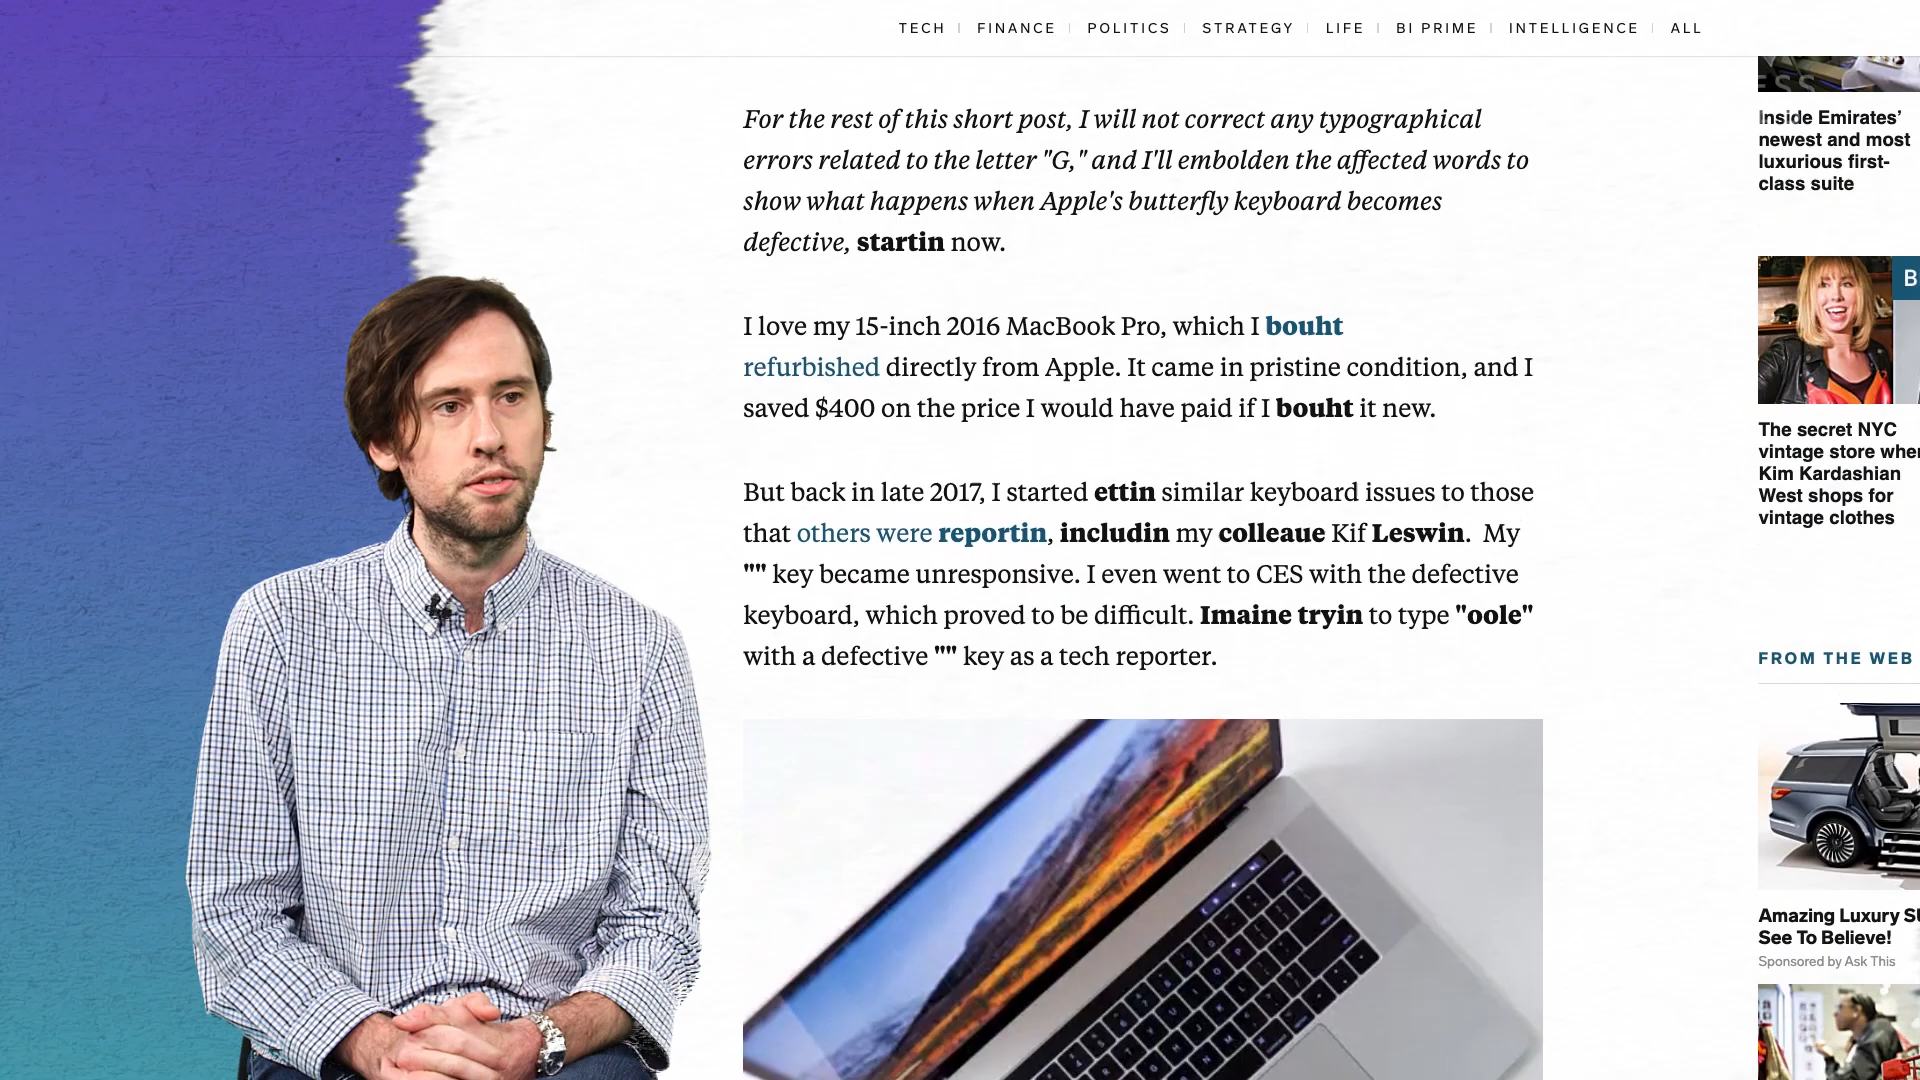 TECH FINANCE POLITICS STRATEGY LIFE BI PRIME INTELLIGENCE ALL
For the rest of this short post, I will not correct any typographical
errors related to the letter "G," and I'll embolden the affected words to
show what happens when Apple's butterfly keyboard becomes
defective, startin now.
I love my 15-inch 2016 MacBook Pro, which I bouht
refurbished directly from Apple. It came in pristine condition, and I
saved $400 on the price I would have paid if I bouht it new.
But back in late 2017, I started ettin similar keyboard issues to those
that others were reportin, includin my colleaue Kif Leswin. My
"" key became unresponsive. I even went to CES with the defective
keyboard, which proved to be difficult. Imaine tryin to type "oole"
with a defective "" key as a tech reporter.
Inside Emirates’
newest and most
luxurious first-
class suite
B
The secret NYC
vintage store
Kim Kardashian
West shops for
vintage clothes
FROM THE WEB
Amazing Luxury
See To Believe!
Sponsored by Ask This